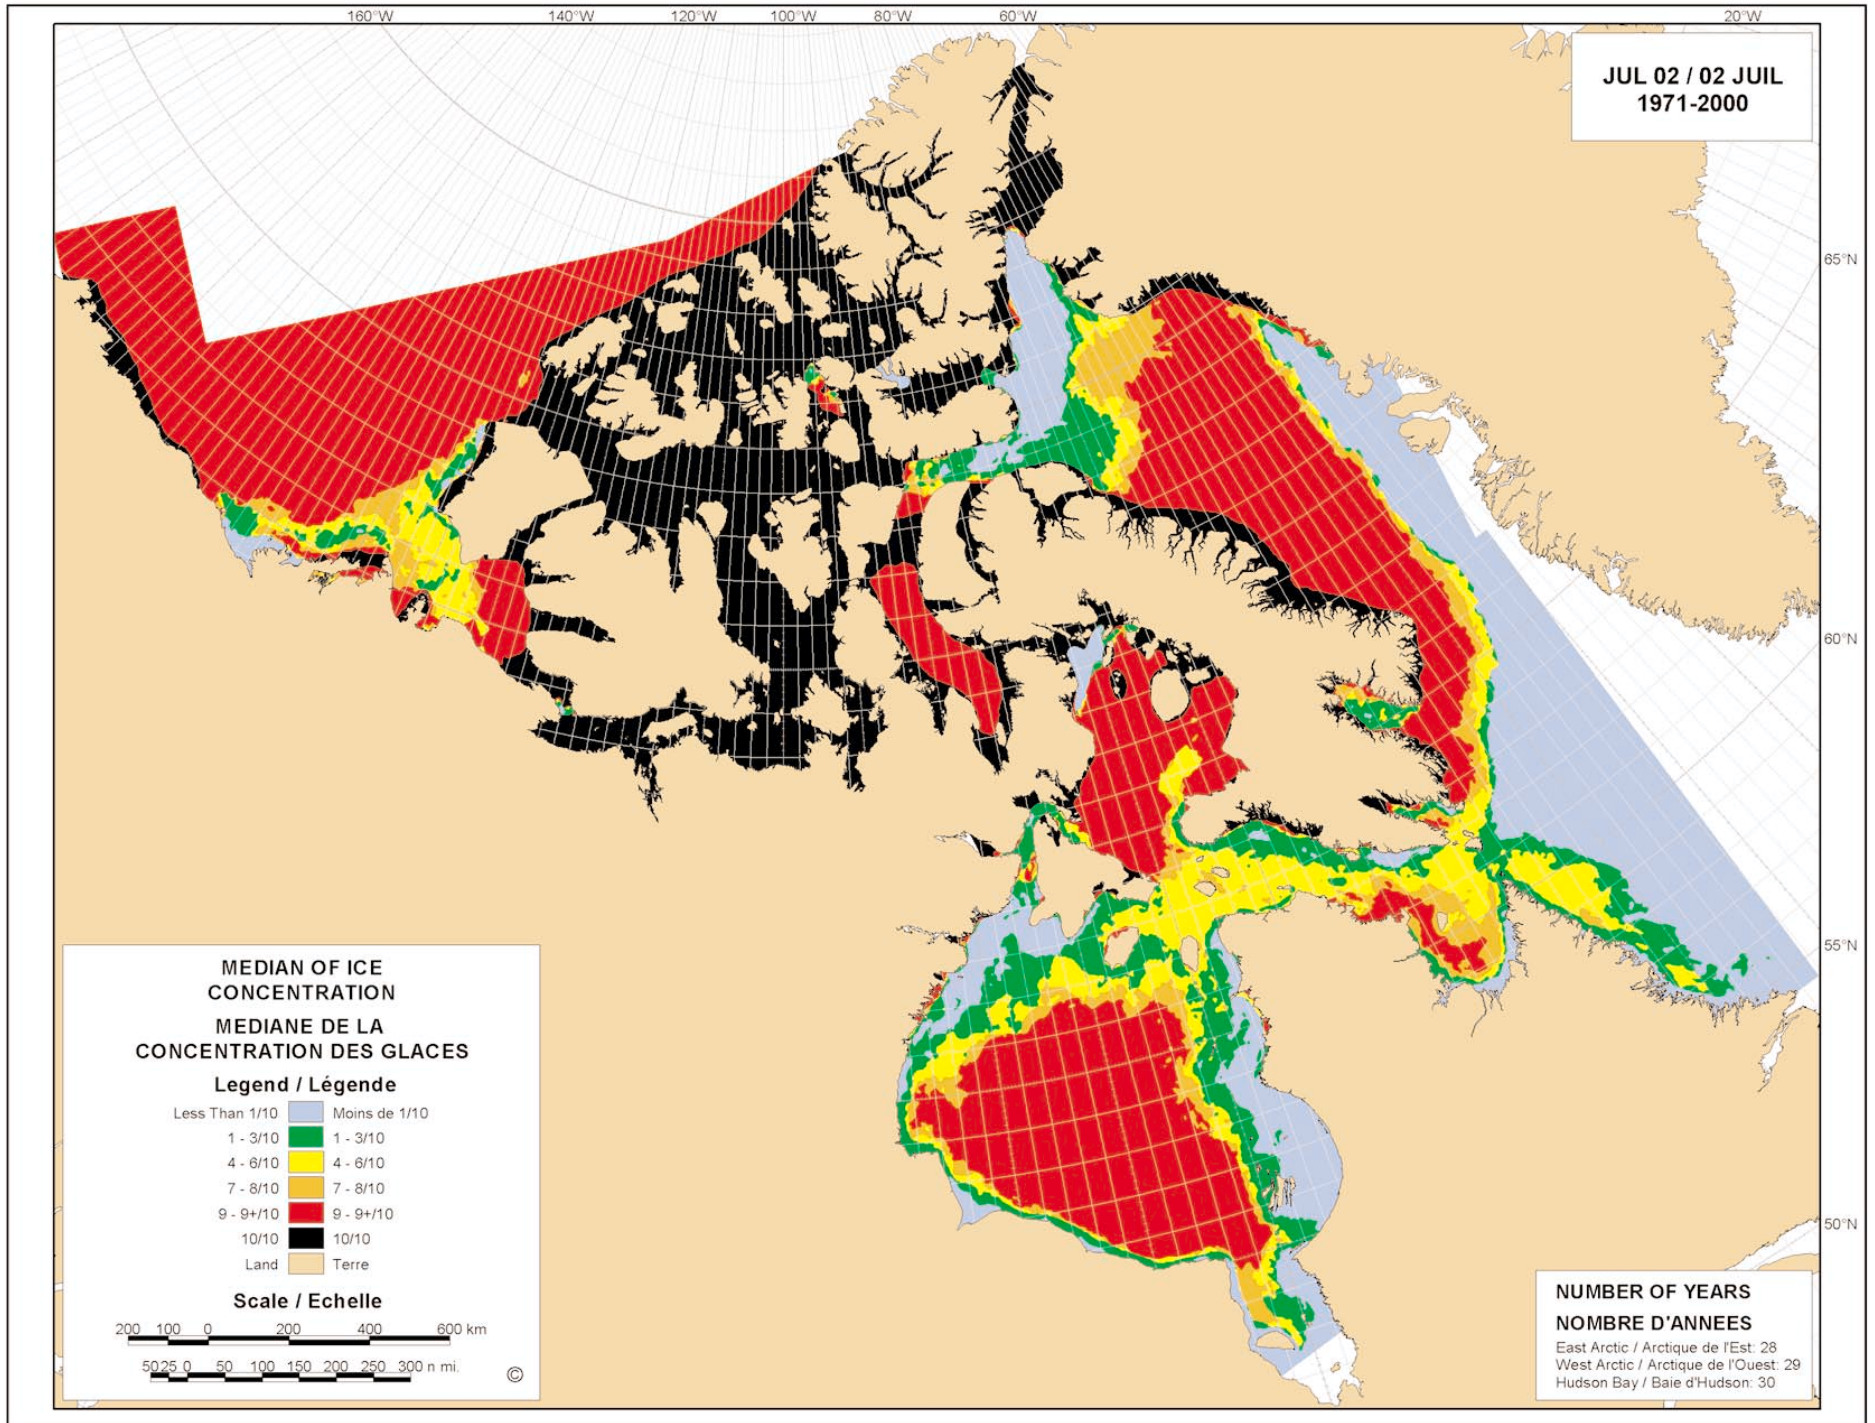 160°W 140°W 120°W 100°W 80°W 60°W 20°W
JUL 02 / 02 JUIL
1971-2000
65°N
60°N
55°N
50°N
MEDIAN OF ICE
CONCENTRATION
MEDIANE DE LA
CONCENTRATION DES GLACES
Legend / Légende
Less Than 1/10 Moins de 1/10
1 - 3/10 1 - 3/10
4 - 6/10 4 - 6/10
7 - 8/10 7 - 8/10
9 - 9+/10 9 - 9+/10
10/10 10/10
Land Terre
Scale / Echelle
200 100 0 200 400 600 km
5025 0 50 100 150 200 250 300 n mi.
©
NUMBER OF YEARS
NOMBRE D'ANNEES
East Arctic / Arctique de l'Est: 28
West Arctic / Arctique de l'Ouest: 29
Hudson Bay / Baie d'Hudson: 30